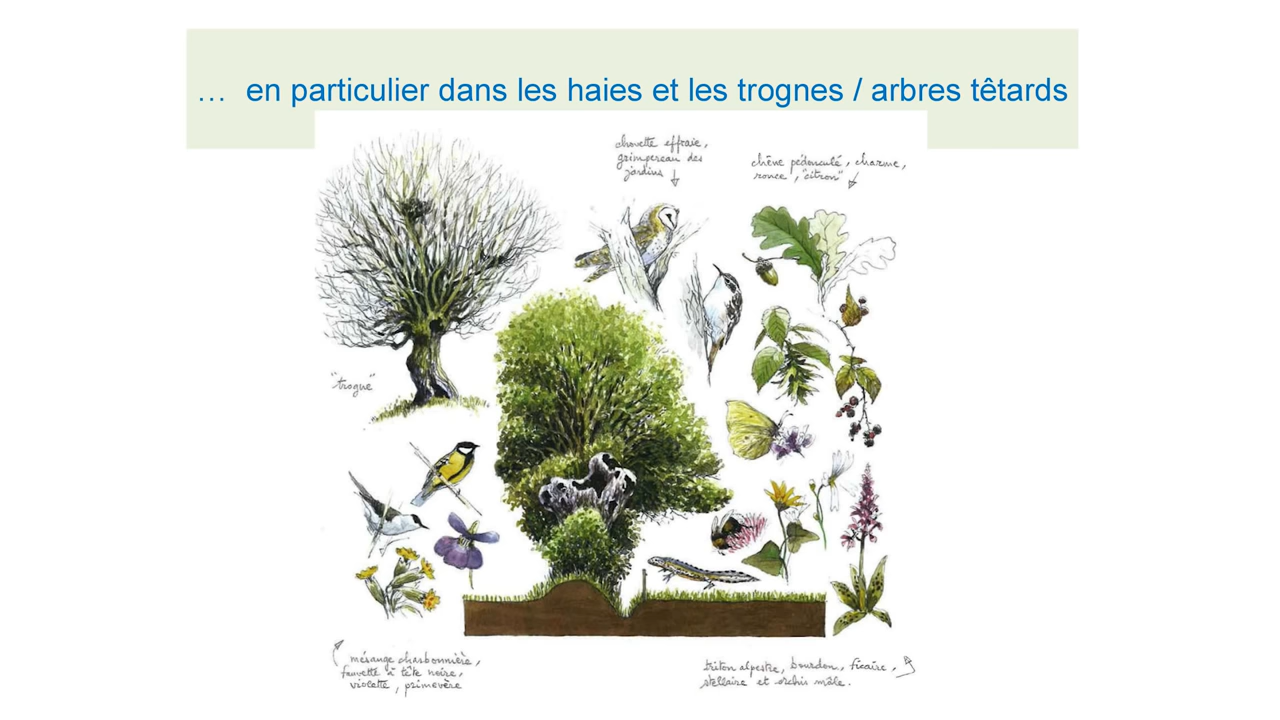 … en particulier dans les haies et les trognes / arbres têtards
chouette effraie,
grimpereau des
jardins
chêne pédonculé, charme,
ronce, "citron"
"trogne"
mésange charbonnière,
fauvette à tête noire,
violette, primevère
triton alpestre, bourdon, ficaire,
stellaire et orchis mâle.